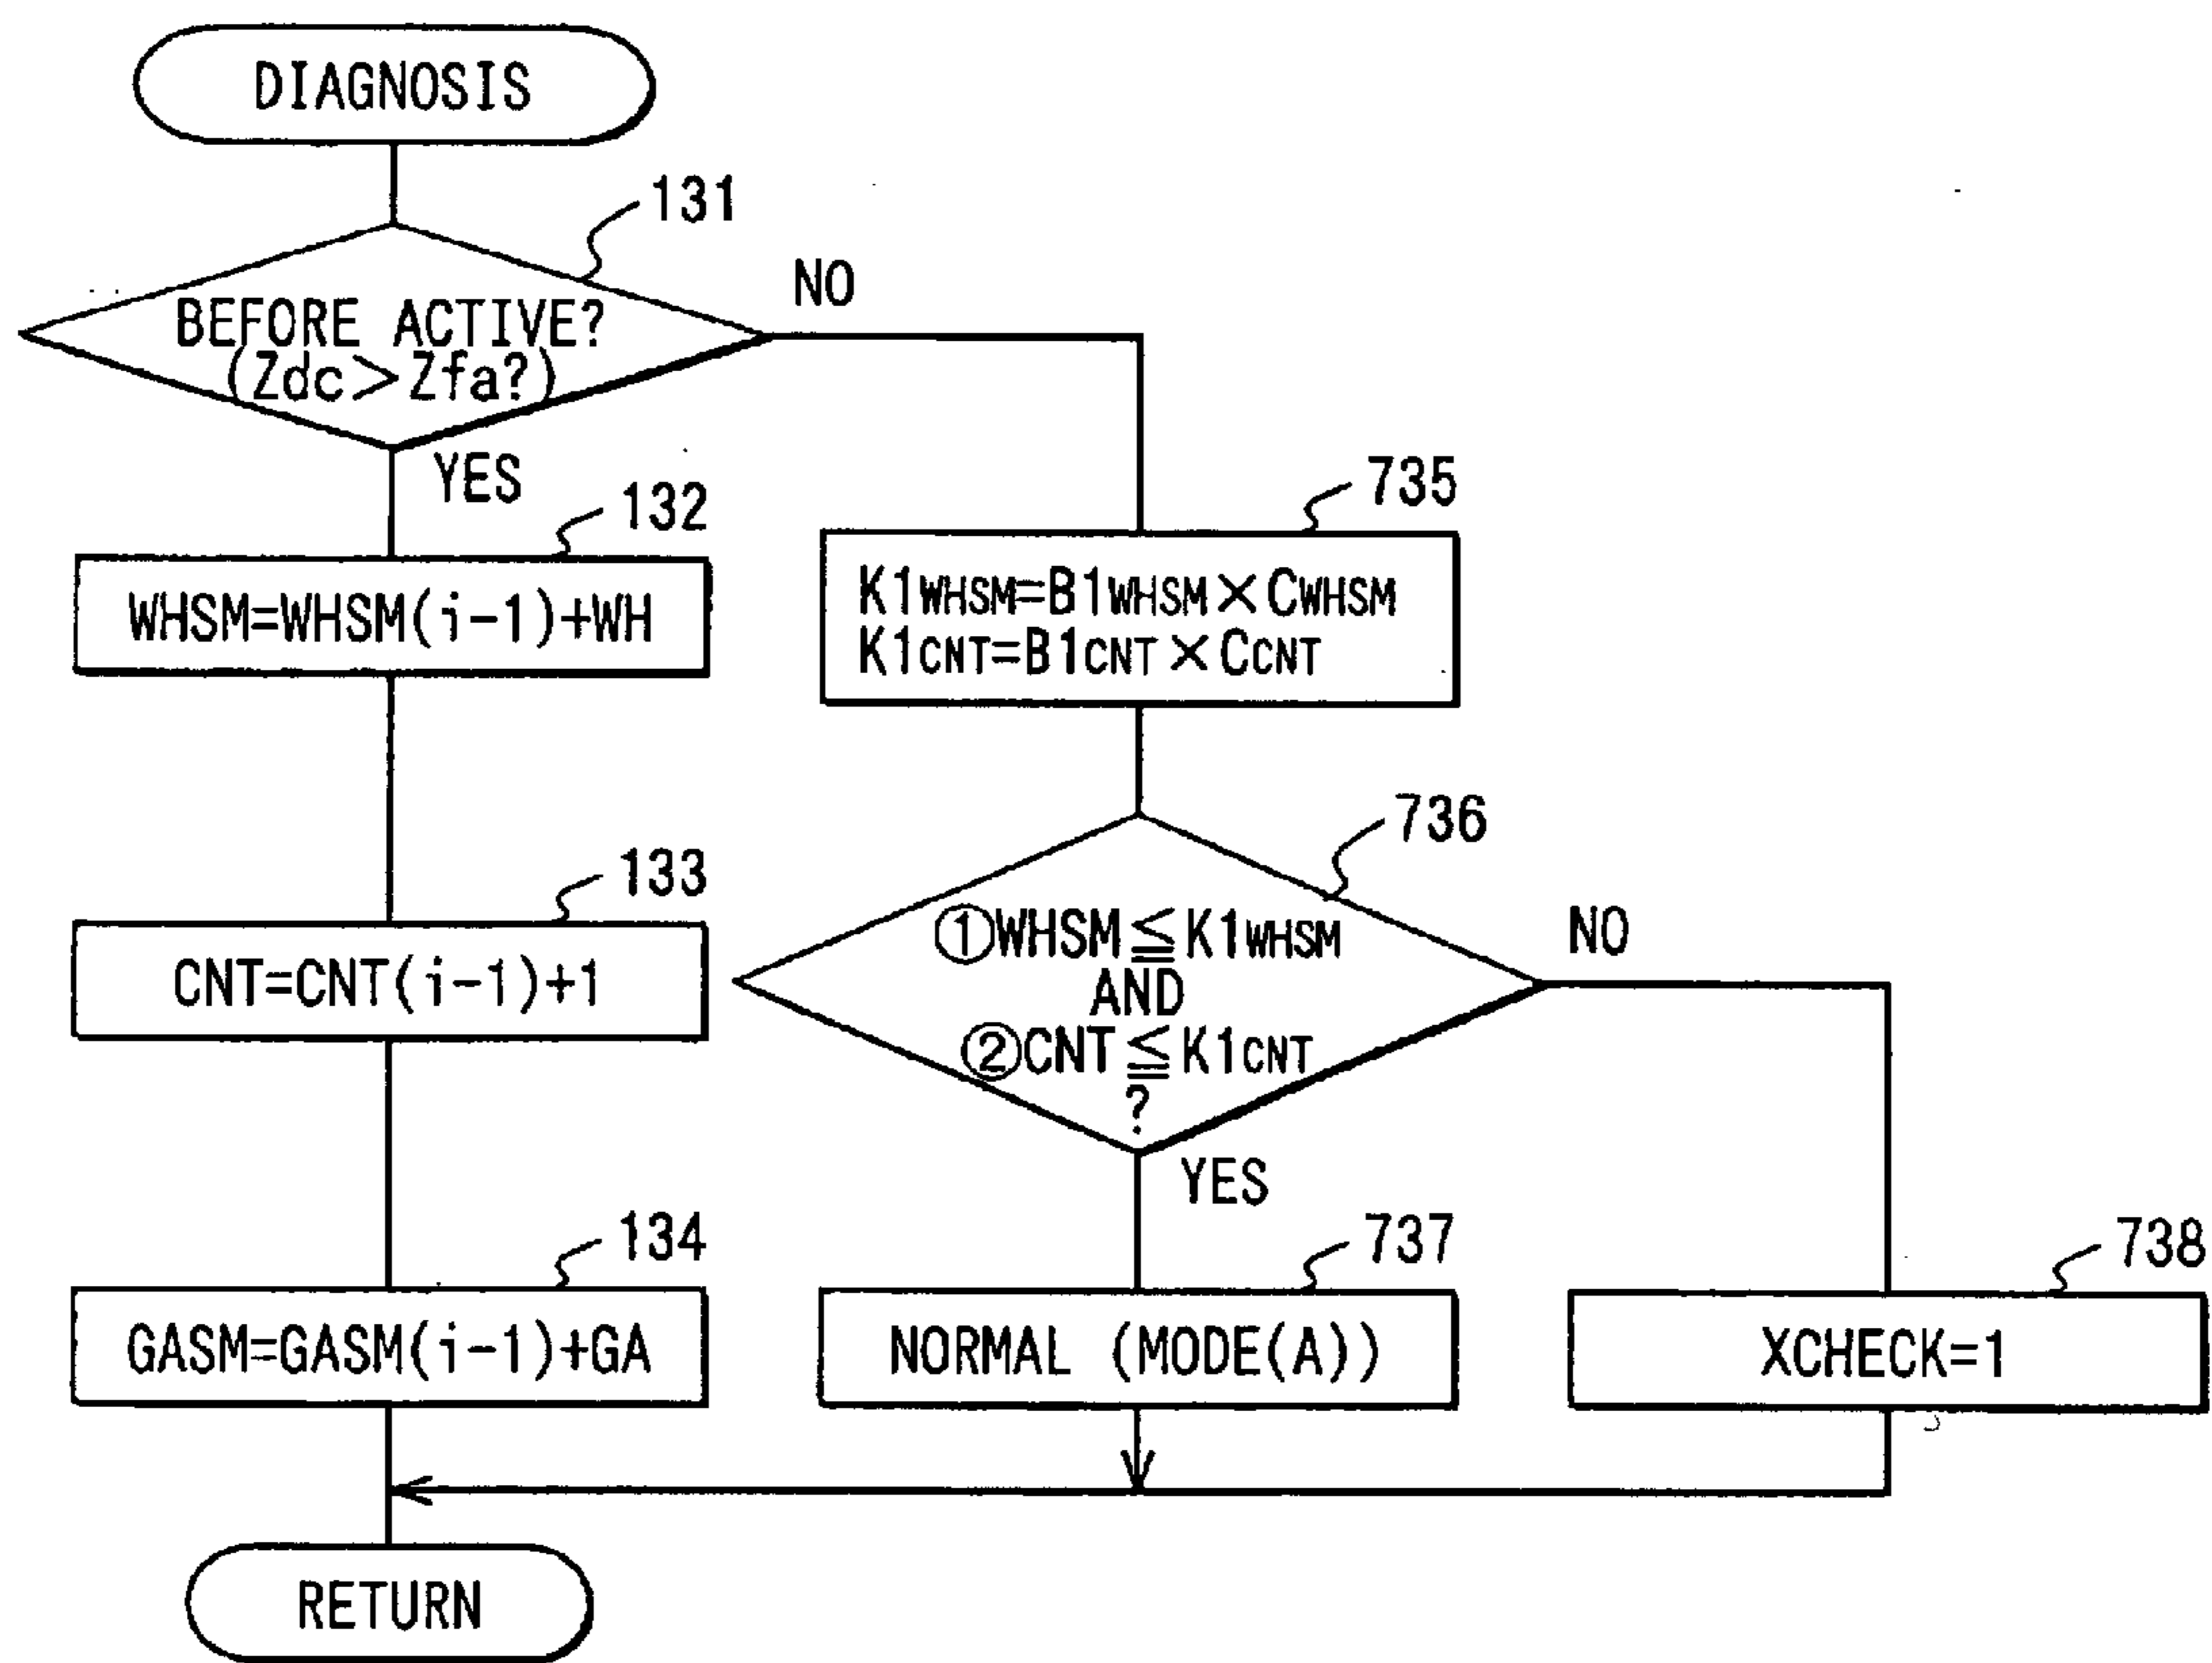 DIAGNOSIS
131
BEFORE ACTIVE?
(Zdc>Zfa?)
NO
YES
132
WHSM=WHSM(i-1)+WH
133
CNT=CNT(i-1)+1
134
GASM=GASM(i-1)+GA
735
K1WHSM=B1WHSM×CWHSM
K1CNT=B1CNT×CCNT
736
①WHSM≦K1WHSM
AND
②CNT≦K1CNT
?
NO
YES
737
NORMAL (MODE(A))
738
XCHECK=1
RETURN